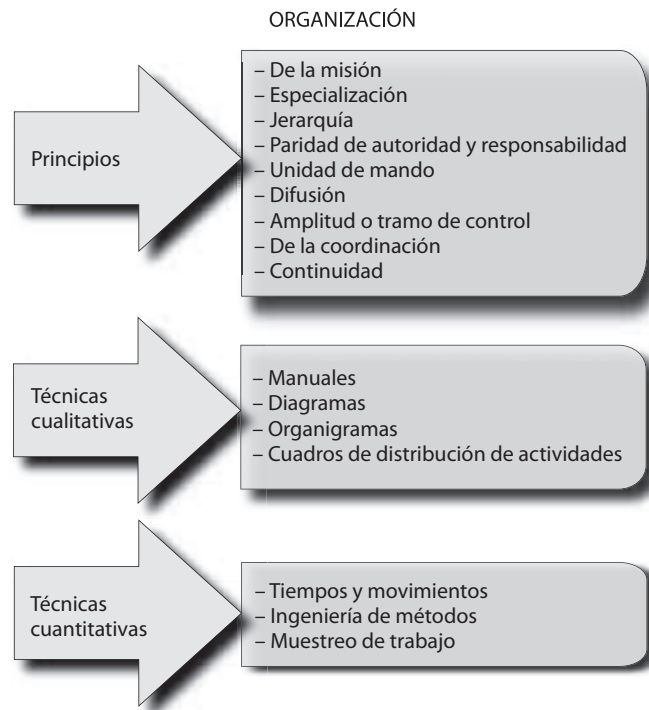 ORGANIZACIÓN
Principios
– De la misión
– Especialización
– Jerarquía
– Paridad de autoridad y responsabilidad
– Unidad de mando
– Difusión
– Amplitud o tramo de control
– De la coordinación
– Continuidad
Técnicas
cualitativas
– Manuales
– Diagramas
– Organigramas
– Cuadros de distribución de actividades
Técnicas
cuantitativas
– Tiempos y movimientos
– Ingeniería de métodos
– Muestreo de trabajo